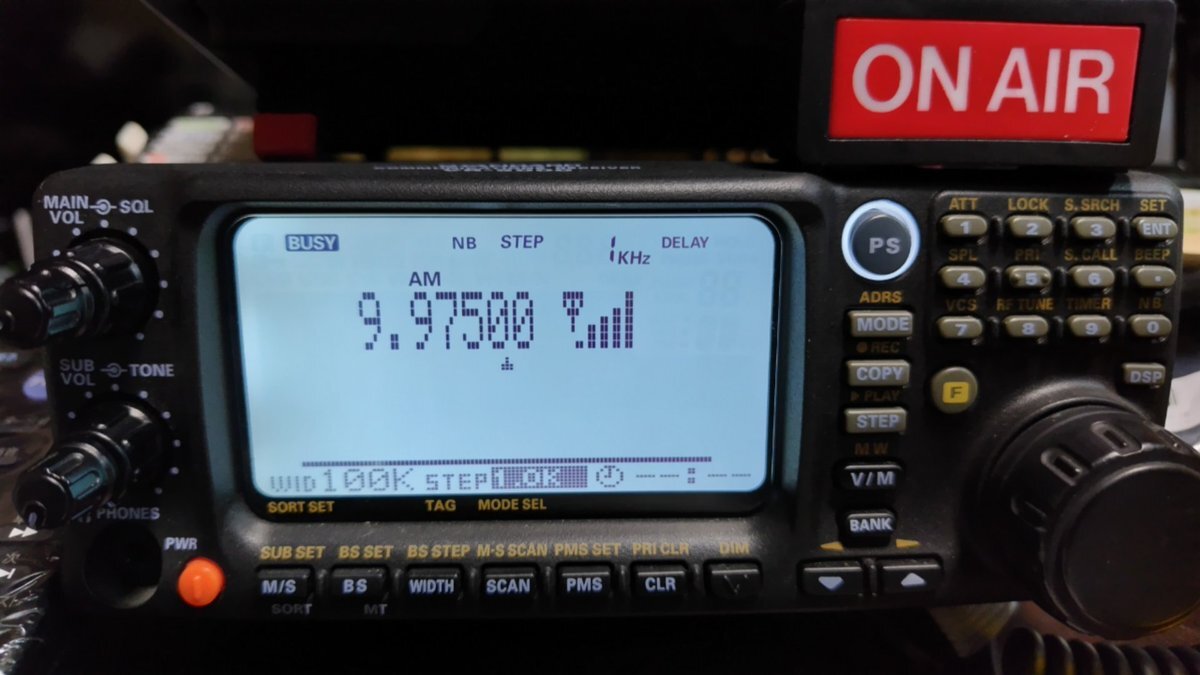 ON AIR
MAIN VOL SQL
SUB VOL TONE
PHONES
PWR
BUSY NB STEP 1KHz DELAY
AM
9.97500
WID 100K STEP 1.0K --:--
SORT SET TAG MODE SEL
SUB SET BS SET BS STEP M-S SCAN PMS SET PRI CLR DIM
M/S BS WIDTH SCAN PMS CLR V
SORT MT
PS
ADRS
MODE
REC
COPY
PLAY
STEP
M W
V/M
BANK
ATT LOCK S.SRCH SET
1 2 3 ENT
SPL PRI S.CALL BEEP
4 5 6 •
VCS RF TUNE TIMER NB
7 8 9 0
F DSP